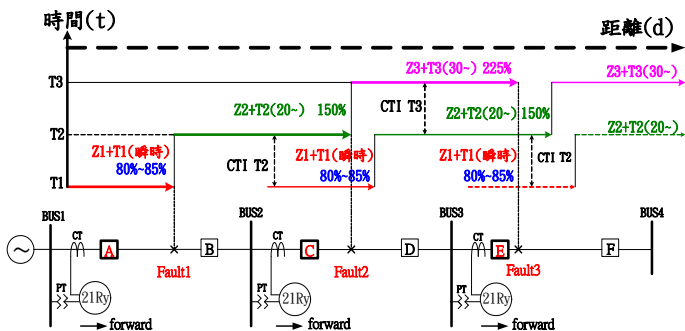 時間(t)
距離(d)
T3
Z3+T3(30~) 225%
Z3+T3(30~)
CTI T3
Z2+T2(20~) 150%
Z2+T2(20~) 150%
T2
Z2+T2(20~)
Z1+T1(瞬時)
CTI T2
Z1+T1(瞬時)
Z1+T1(瞬時)
CTI T2
80%~85%
80%~85%
80%~85%
T1
BUS1
BUS2
BUS3
BUS4
CT
CT
CT
A
B
C
D
E
F
Fault1
Fault2
Fault3
PT
21Ry
PT
21Ry
PT
21Ry
forward
forward
forward